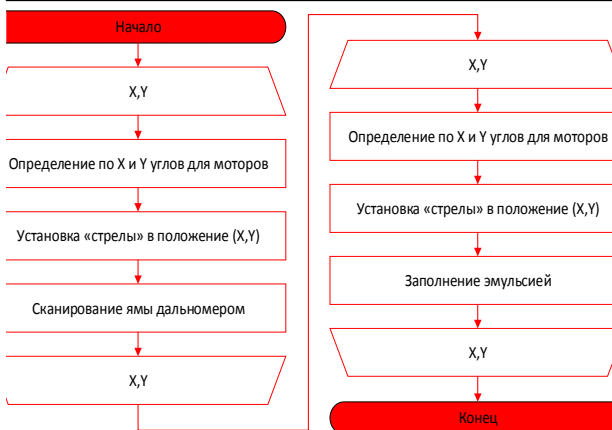 Начало
X,Y
Определение по X и Y углов для моторов
Установка «стрелы» в положение (X,Y)
Сканирование ямы дальномером
X,Y
X,Y
Определение по X и Y углов для моторов
Установка «стрелы» в положение (X,Y)
Заполнение эмульсией
X,Y
Конец